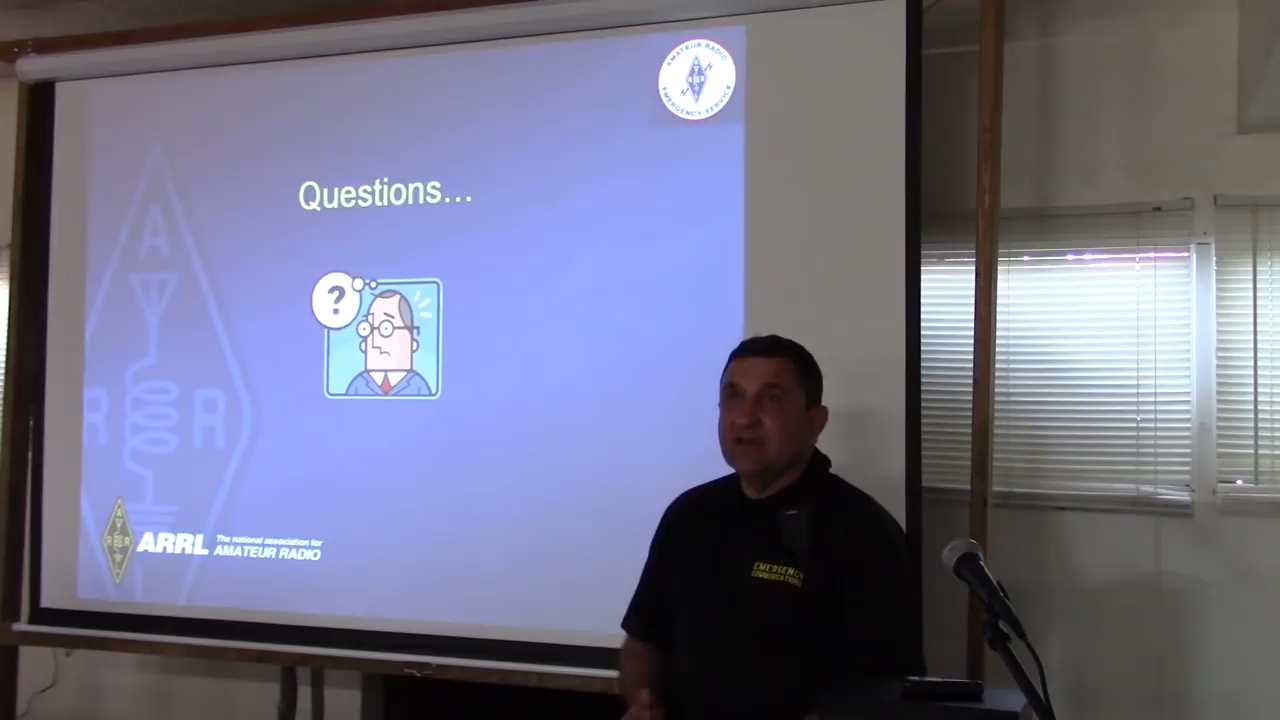 AMATEUR RADIO
A
R R
EMERGENCY SERVICE
Questions...
?
A
R R
A
R R
ARRL The national association for
AMATEUR RADIO
EMERGENCY
COMMUNICATIONS